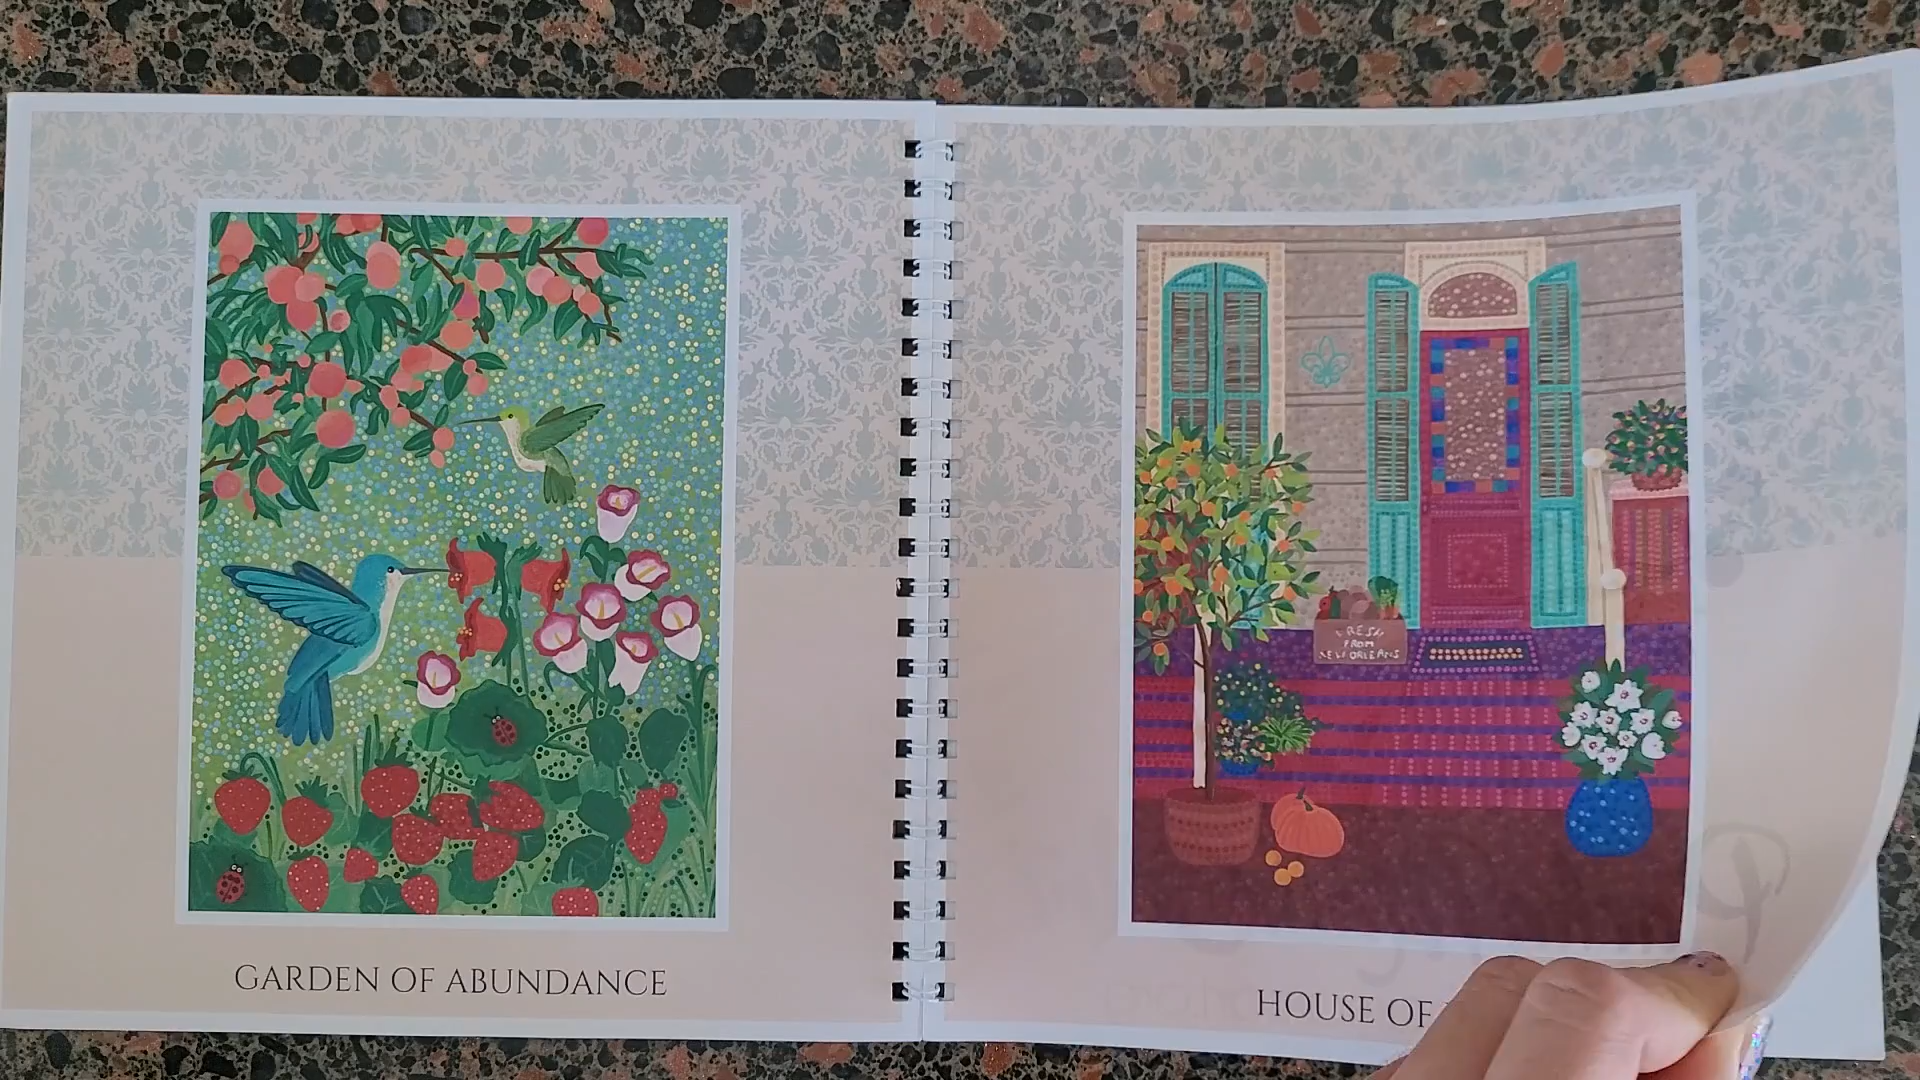 GARDEN OF ABUNDANCE
FRESH
FROM
NEW ORLEANS
HOUSE OF